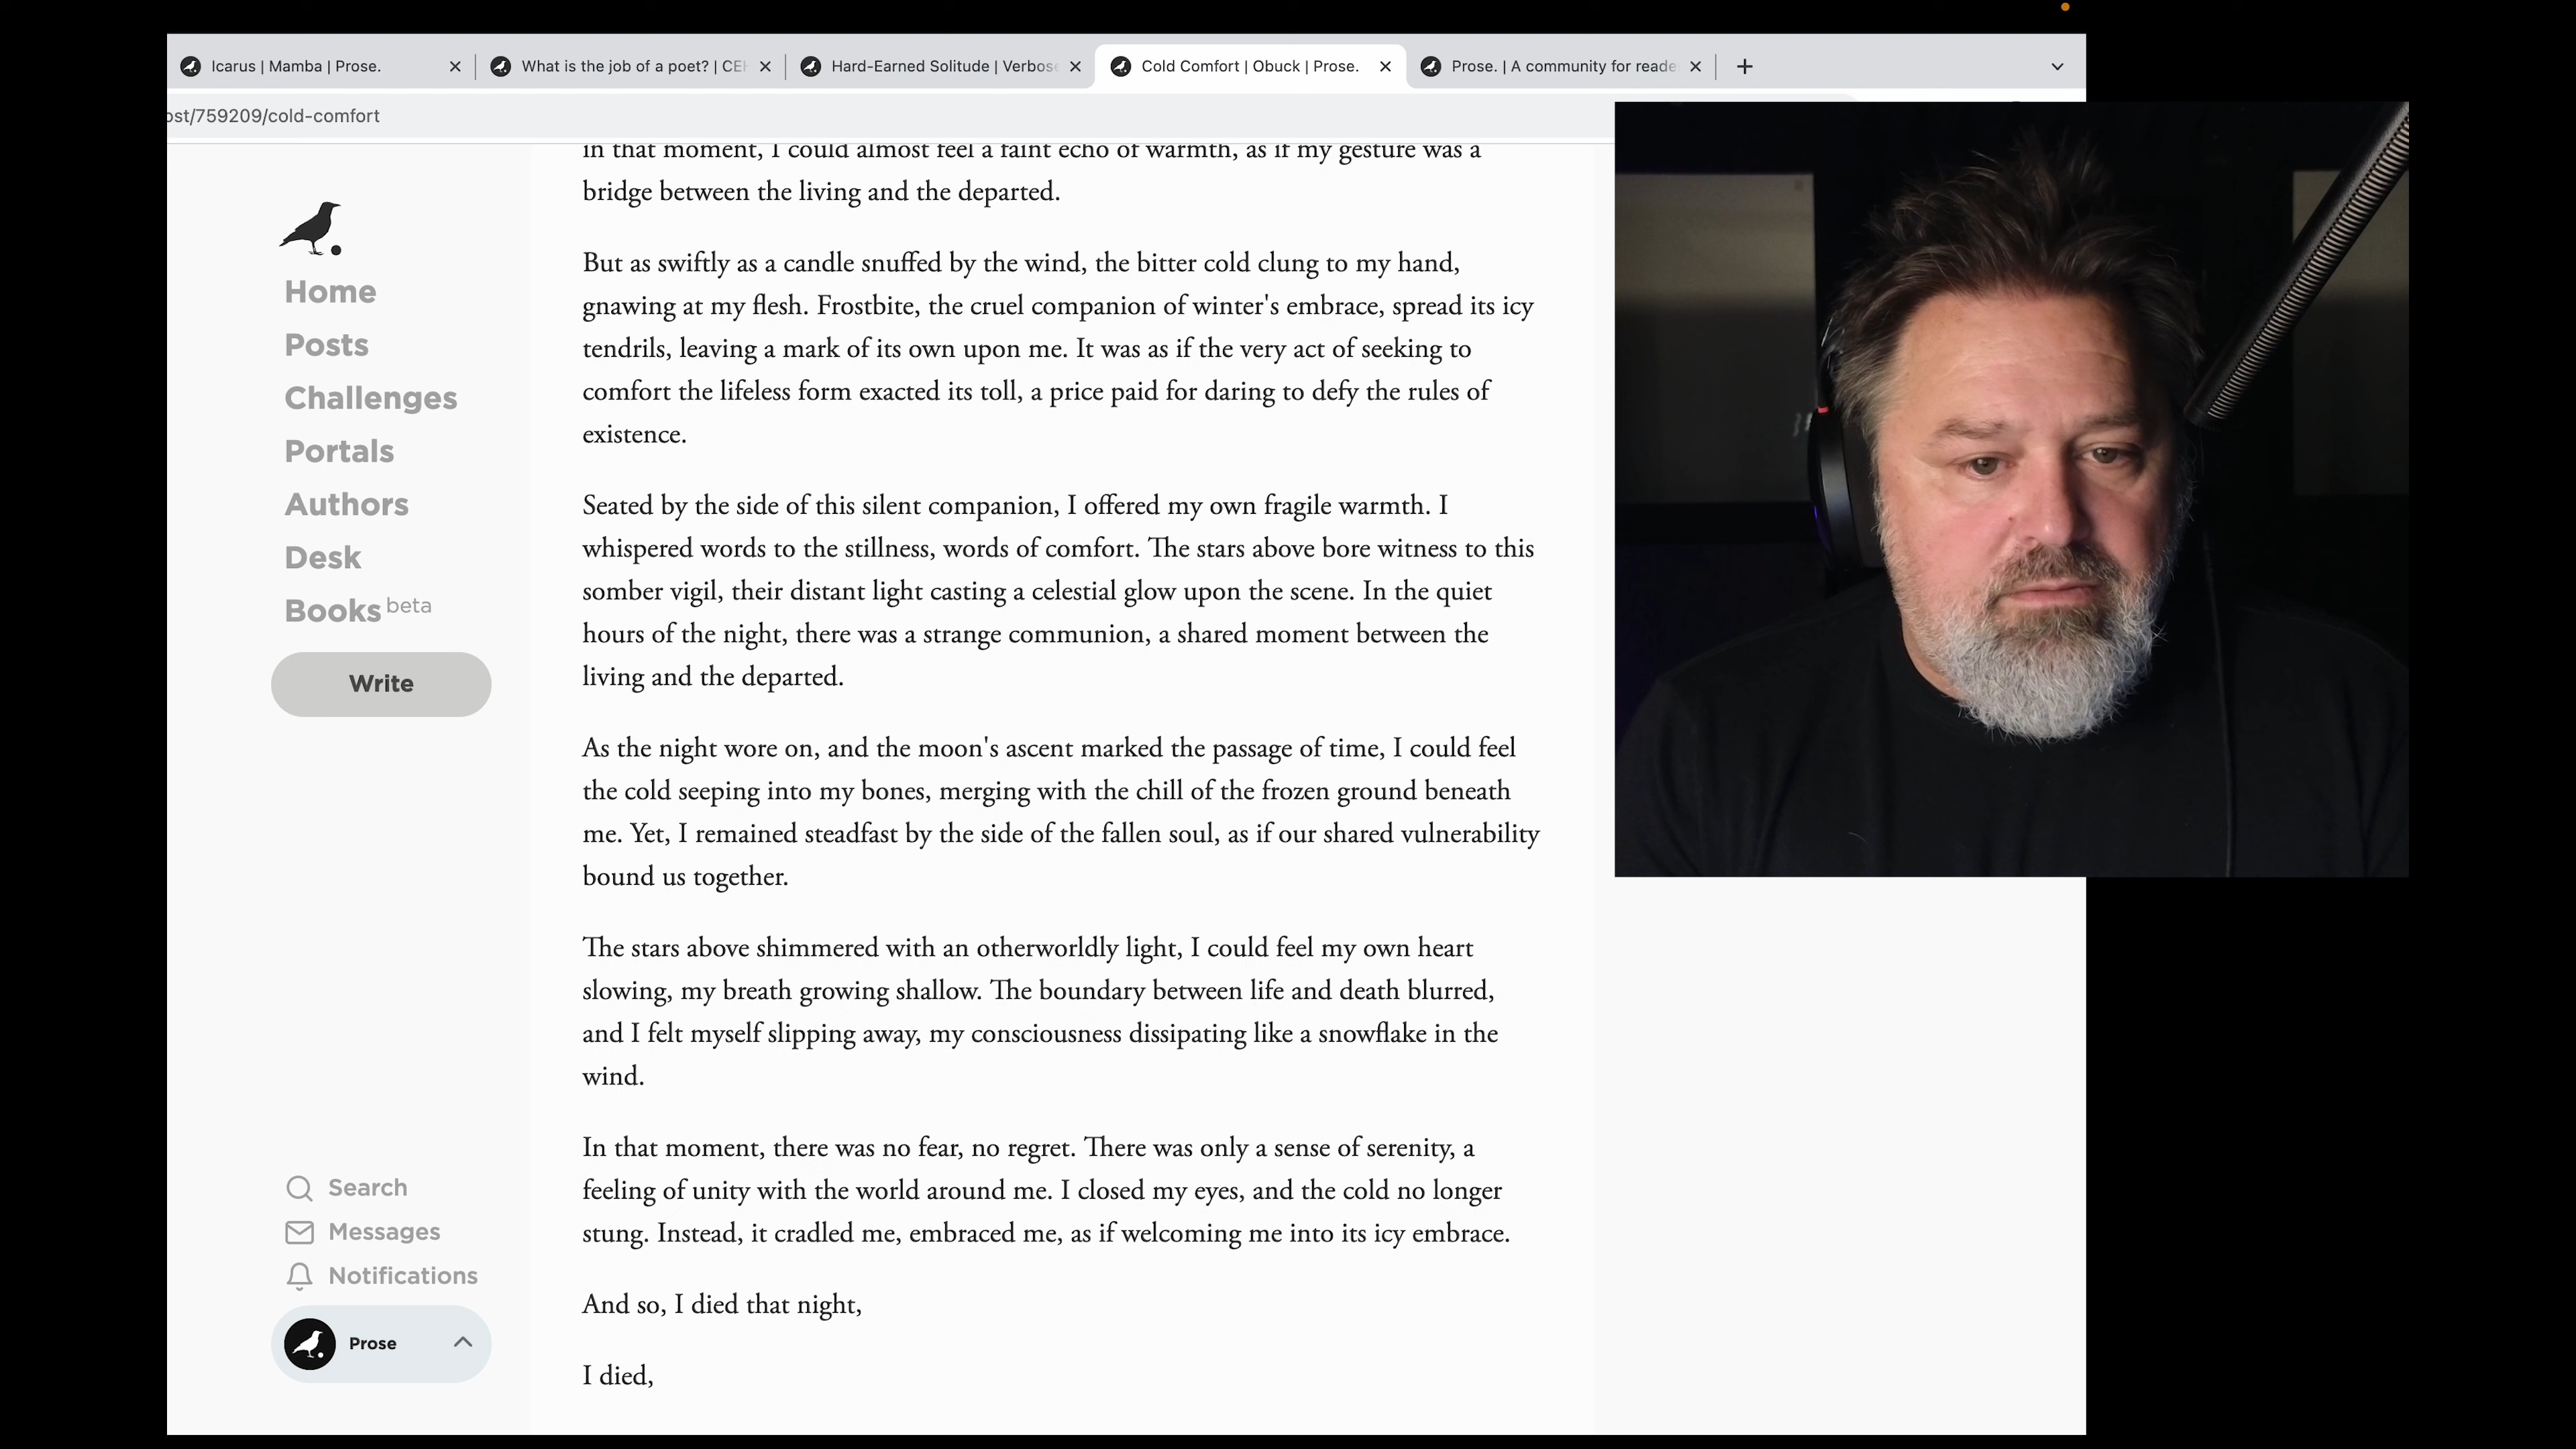 Icarus | Mamba | Prose.
What is the job of a poet? | CEH
Hard-Earned Solitude | Verbose
Cold Comfort | Obuck | Prose.
Prose. | A community for reade
ost/759209/cold-comfort
in that moment, I could almost feel a faint echo of warmth, as if my gesture was a
bridge between the living and the departed.
But as swiftly as a candle snuffed by the wind, the bitter cold clung to my hand,
gnawing at my flesh. Frostbite, the cruel companion of winter's embrace, spread its icy
tendrils, leaving a mark of its own upon me. It was as if the very act of seeking to
comfort the lifeless form exacted its toll, a price paid for daring to defy the rules of
existence.
Seated by the side of this silent companion, I offered my own fragile warmth. I
whispered words to the stillness, words of comfort. The stars above bore witness to this
somber vigil, their distant light casting a celestial glow upon the scene. In the quiet
hours of the night, there was a strange communion, a shared moment between the
living and the departed.
As the night wore on, and the moon's ascent marked the passage of time, I could feel
the cold seeping into my bones, merging with the chill of the frozen ground beneath
me. Yet, I remained steadfast by the side of the fallen soul, as if our shared vulnerability
bound us together.
The stars above shimmered with an otherworldly light, I could feel my own heart
slowing, my breath growing shallow. The boundary between life and death blurred,
and I felt myself slipping away, my consciousness dissipating like a snowflake in the
wind.
In that moment, there was no fear, no regret. There was only a sense of serenity, a
feeling of unity with the world around me. I closed my eyes, and the cold no longer
stung. Instead, it cradled me, embraced me, as if welcoming me into its icy embrace.
And so, I died that night,
I died,
Home
Posts
Challenges
Portals
Authors
Desk
Books beta
Write
Search
Messages
Notifications
Prose